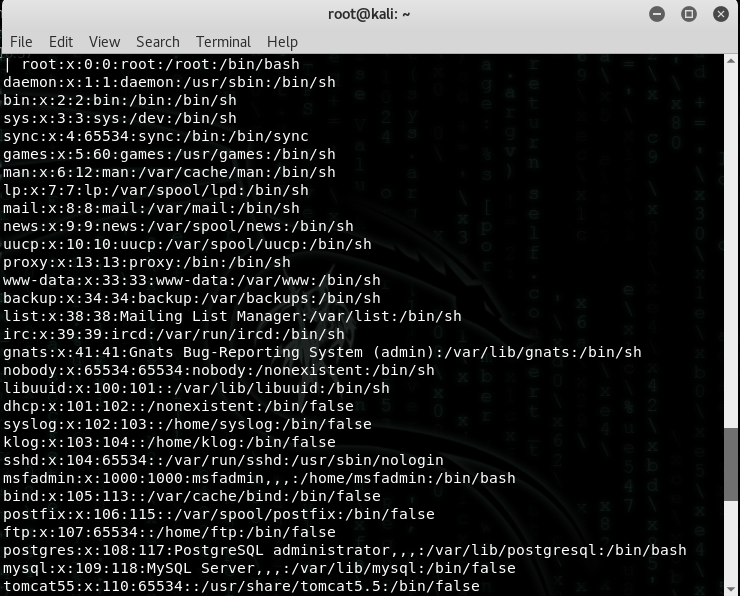 root@kali: ~
File Edit View Search Terminal Help
| root:x:0:0:root:/root:/bin/bash
daemon:x:1:1:daemon:/usr/sbin:/bin/sh
bin:x:2:2:bin:/bin:/bin/sh
sys:x:3:3:sys:/dev:/bin/sh
sync:x:4:65534:sync:/bin:/bin/sync
games:x:5:60:games:/usr/games:/bin/sh
man:x:6:12:man:/var/cache/man:/bin/sh
lp:x:7:7:lp:/var/spool/lpd:/bin/sh
mail:x:8:8:mail:/var/mail:/bin/sh
news:x:9:9:news:/var/spool/news:/bin/sh
uucp:x:10:10:uucp:/var/spool/uucp:/bin/sh
proxy:x:13:13:proxy:/bin:/bin/sh
www-data:x:33:33:www-data:/var/www:/bin/sh
backup:x:34:34:backup:/var/backups:/bin/sh
list:x:38:38:Mailing List Manager:/var/list:/bin/sh
irc:x:39:39:ircd:/var/run/ircd:/bin/sh
gnats:x:41:41:Gnats Bug-Reporting System (admin):/var/lib/gnats:/bin/sh
nobody:x:65534:65534:nobody:/nonexistent:/bin/sh
libuuid:x:100:101::/var/lib/libuuid:/bin/sh
dhcp:x:101:102::/nonexistent:/bin/false
syslog:x:102:103::/home/syslog:/bin/false
klog:x:103:104::/home/klog:/bin/false
sshd:x:104:65534::/var/run/sshd:/usr/sbin/nologin
msfadmin:x:1000:1000:msfadmin,,,:/home/msfadmin:/bin/bash
bind:x:105:113::/var/cache/bind:/bin/false
postfix:x:106:115::/var/spool/postfix:/bin/false
ftp:x:107:65534::/home/ftp:/bin/false
postgres:x:108:117:PostgreSQL administrator,,,:/var/lib/postgresql:/bin/bash
mysql:x:109:118:MySQL Server,,,:/var/lib/mysql:/bin/false
tomcat55:x:110:65534::/usr/share/tomcat5.5:/bin/false